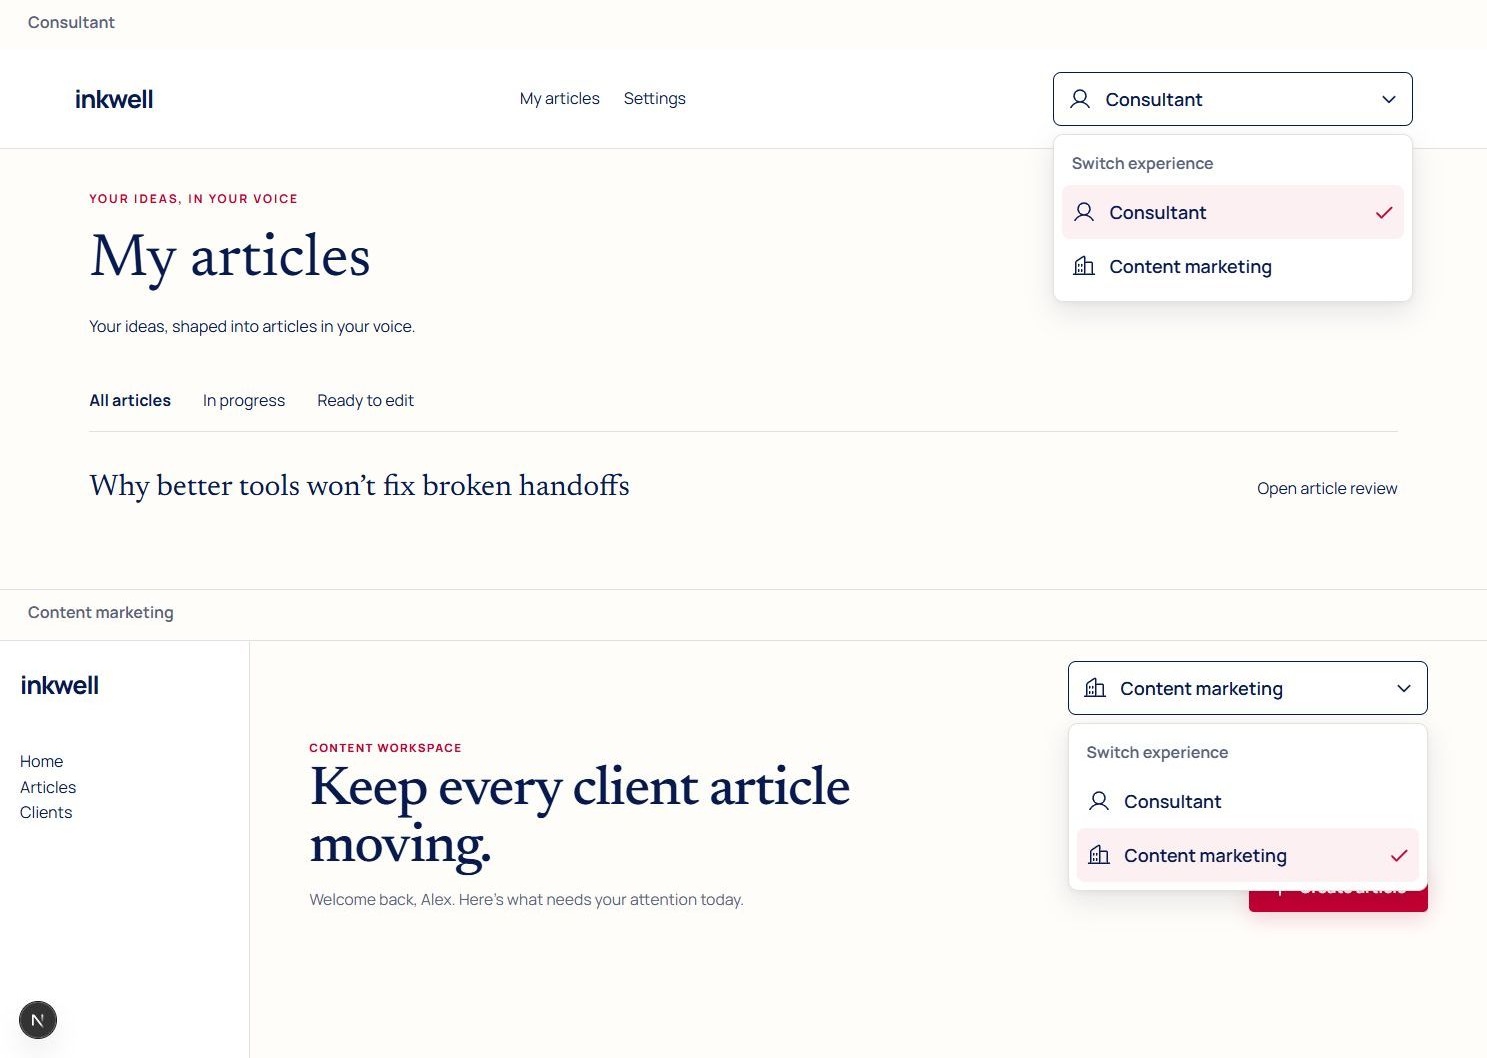 Consultant
inkwell
My articles
Settings
Consultant
Switch experience
Consultant
Content marketing
YOUR IDEAS, IN YOUR VOICE
My articles
Your ideas, shaped into articles in your voice.
All articles
In progress
Ready to edit
Why better tools won’t fix broken handoffs
Open article review
Content marketing
inkwell
Home
Articles
Clients
Content marketing
Switch experience
Consultant
Content marketing
CONTENT WORKSPACE
Keep every client article
moving.
Welcome back, Alex. Here’s what needs your attention today.
N